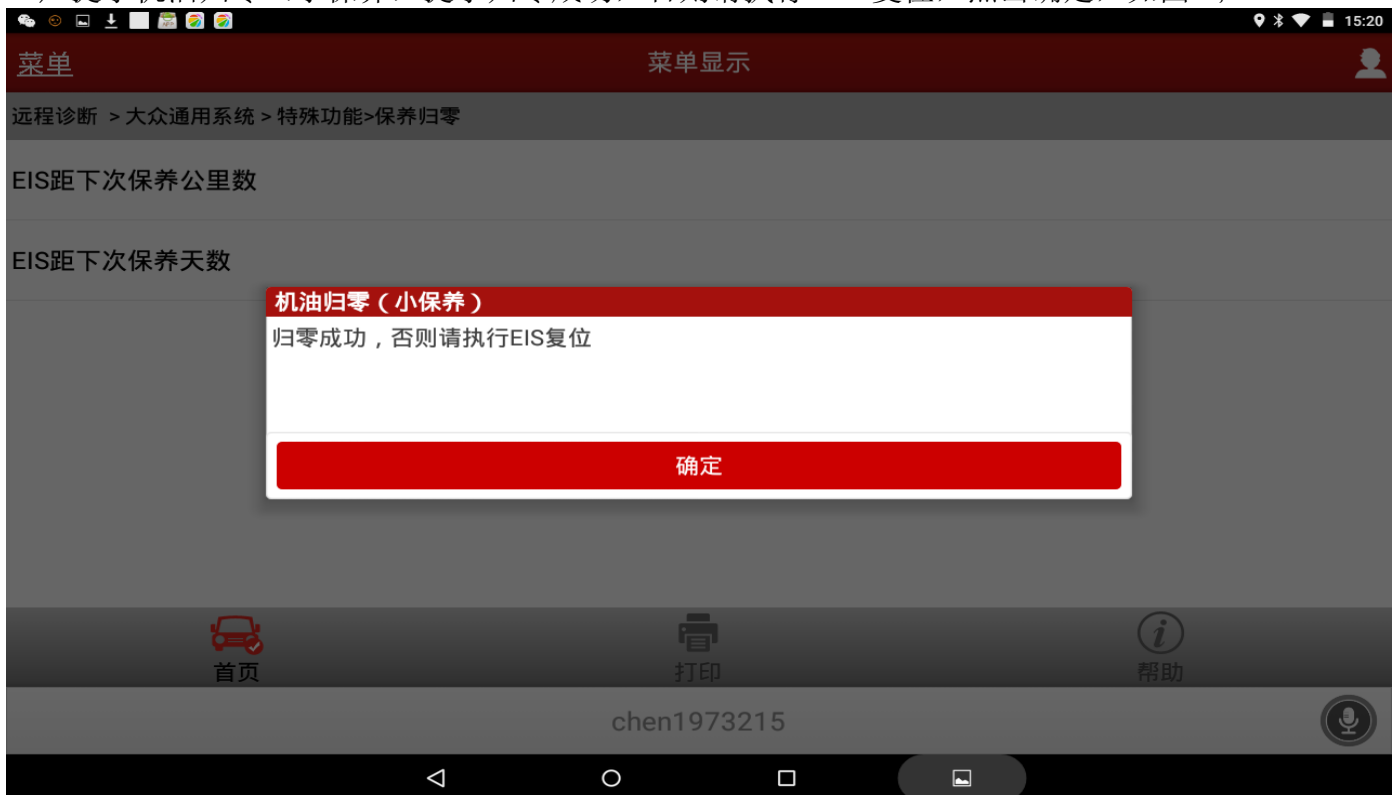 15:20
菜单
菜单显示
远程诊断 > 大众通用系统 > 特殊功能>保养归零
EIS距下次保养公里数
EIS距下次保养天数
机油归零（小保养）
归零成功，否则请执行EIS复位
确定
首页
打印
帮助
chen1973215